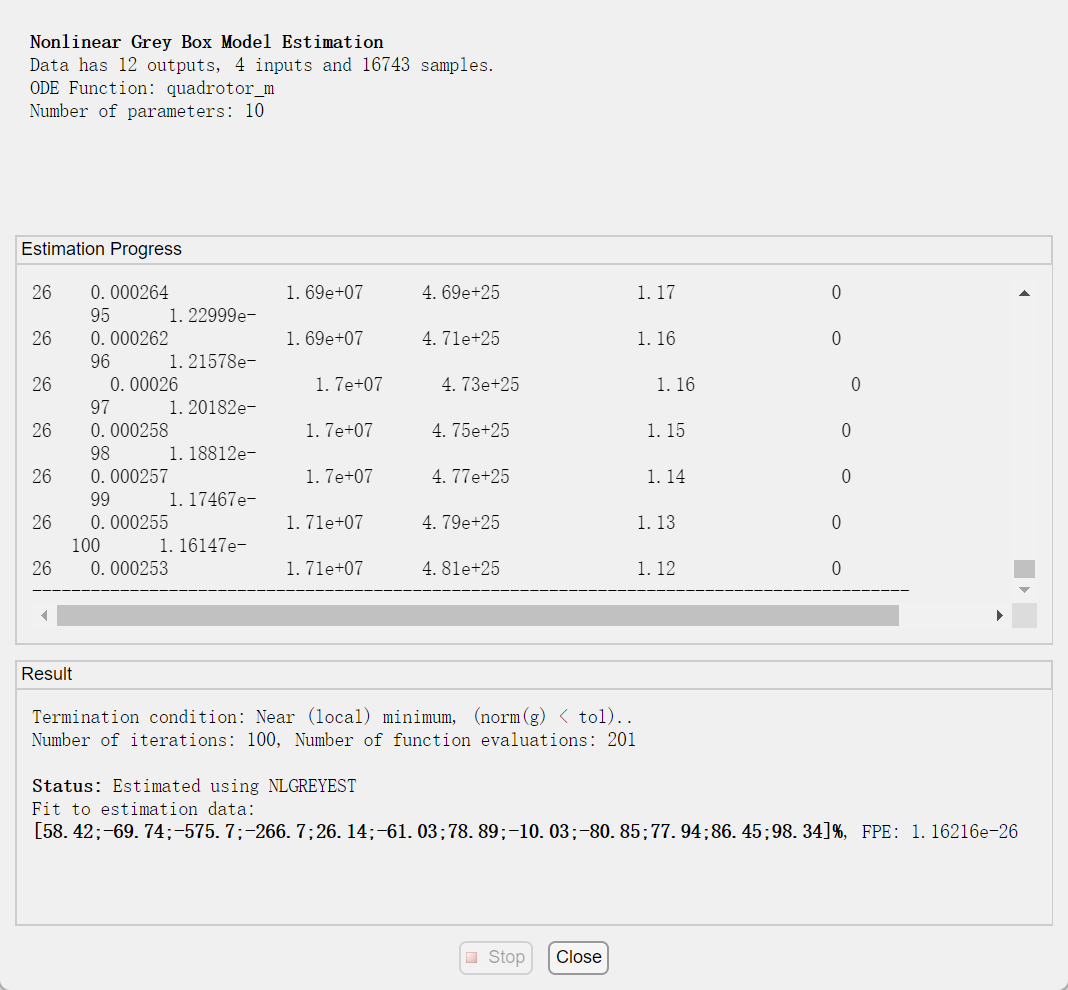 Nonlinear Grey Box Model Estimation
Data has 12 outputs, 4 inputs and 16743 samples.
ODE Function: quadrotor_m
Number of parameters: 10
Estimation Progress
26 0.000264 1.69e+07 4.69e+25 1.17 0
95 1.22999e-
26 0.000262 1.69e+07 4.71e+25 1.16 0
96 1.21578e-
26 0.00026 1.7e+07 4.73e+25 1.16 0
97 1.20182e-
26 0.000258 1.7e+07 4.75e+25 1.15 0
98 1.18812e-
26 0.000257 1.7e+07 4.77e+25 1.14 0
99 1.17467e-
26 0.000255 1.71e+07 4.79e+25 1.13 0
100 1.16147e-
26 0.000253 1.71e+07 4.81e+25 1.12 0
------------------------------------------------------------------------------------------
Result
Termination condition: Near (local) minimum, (norm(g) < tol)..
Number of iterations: 100, Number of function evaluations: 201
Status: Estimated using NLGREYEST
Fit to estimation data:
[58.42;-69.74;-575.7;-266.7;26.14;-61.03;78.89;-10.03;-80.85;77.94;86.45;98.34]%, FPE: 1.16216e-26
Stop Close